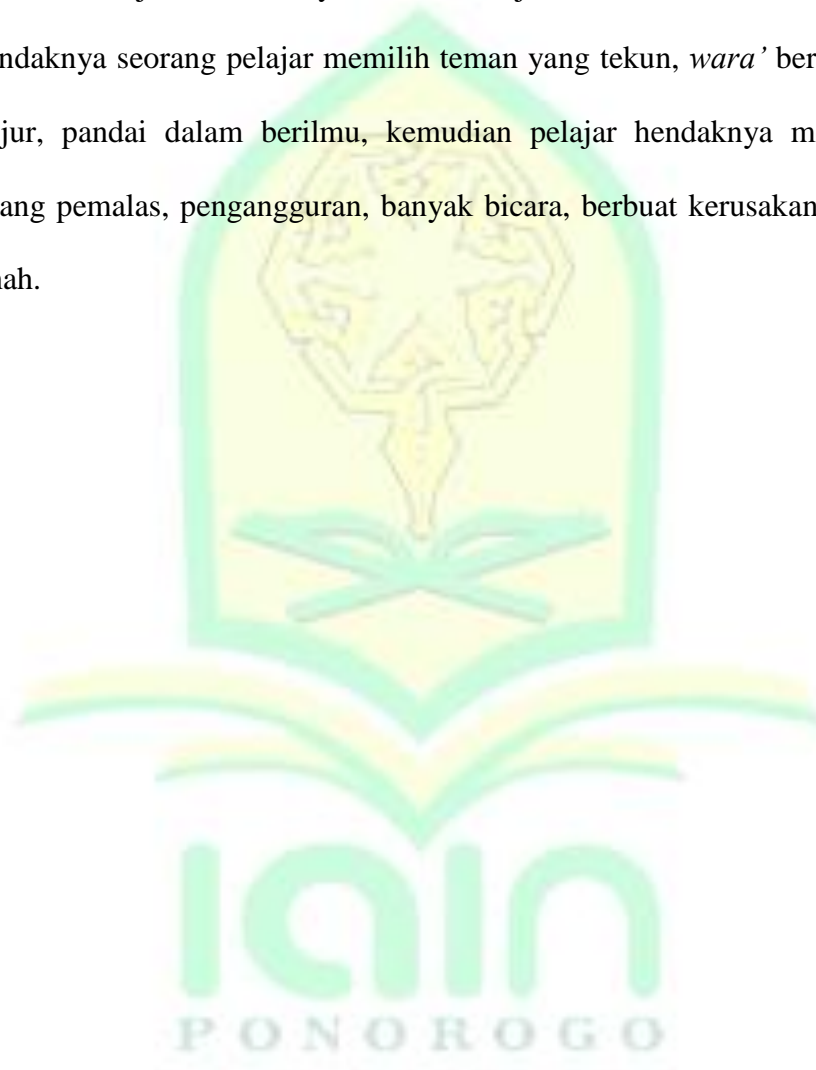 ndaknya seorang pelajar memilih teman yang tekun, wara’ ber
jur, pandai dalam berilmu, kemudian pelajar hendaknya m
ang pemalas, pengangguran, banyak bicara, berbuat kerusakan
nah.
IAIN
PONOROGO